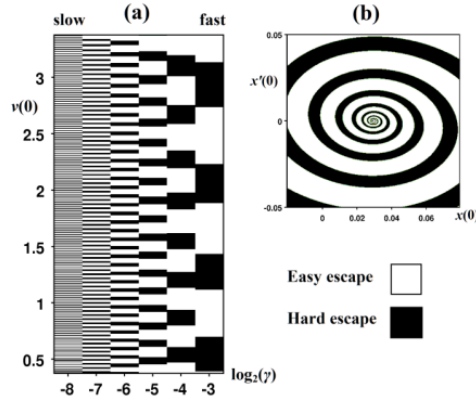 (a)
slow fast
v(0)
3
2.5
2
1.5
1
0.5
-8 -7 -6 -5 -4 -3
log₂(γ)
(b)
x'(0)
0.05
0
-0.05
0 0.02 0.04 0.06
x(0)
Easy escape
Hard escape